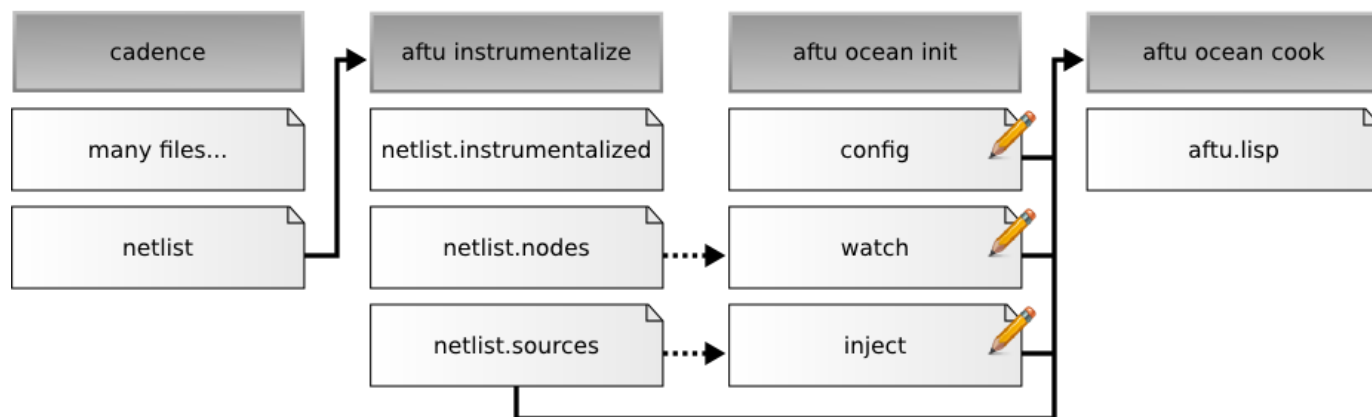 cadence
aftu instrumentalize
aftu ocean init
aftu ocean cook
many files...
netlist.instrumentalized
config
aftu.lisp
netlist
netlist.nodes
watch
netlist.sources
inject